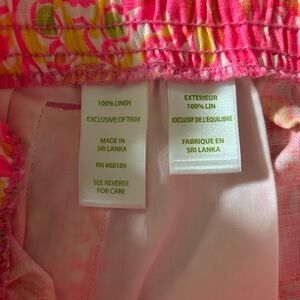 100% LINEN
EXCLUSIVE OF TRIM
MADE IN
SRI LANKA
RN #88189
SEE REVERSE
FOR CARE
EXTERIEUR
100% LIN
EXCLUSIF DE L'ÉQUILIBRE
FABRIQUE EN
SRI LANKA